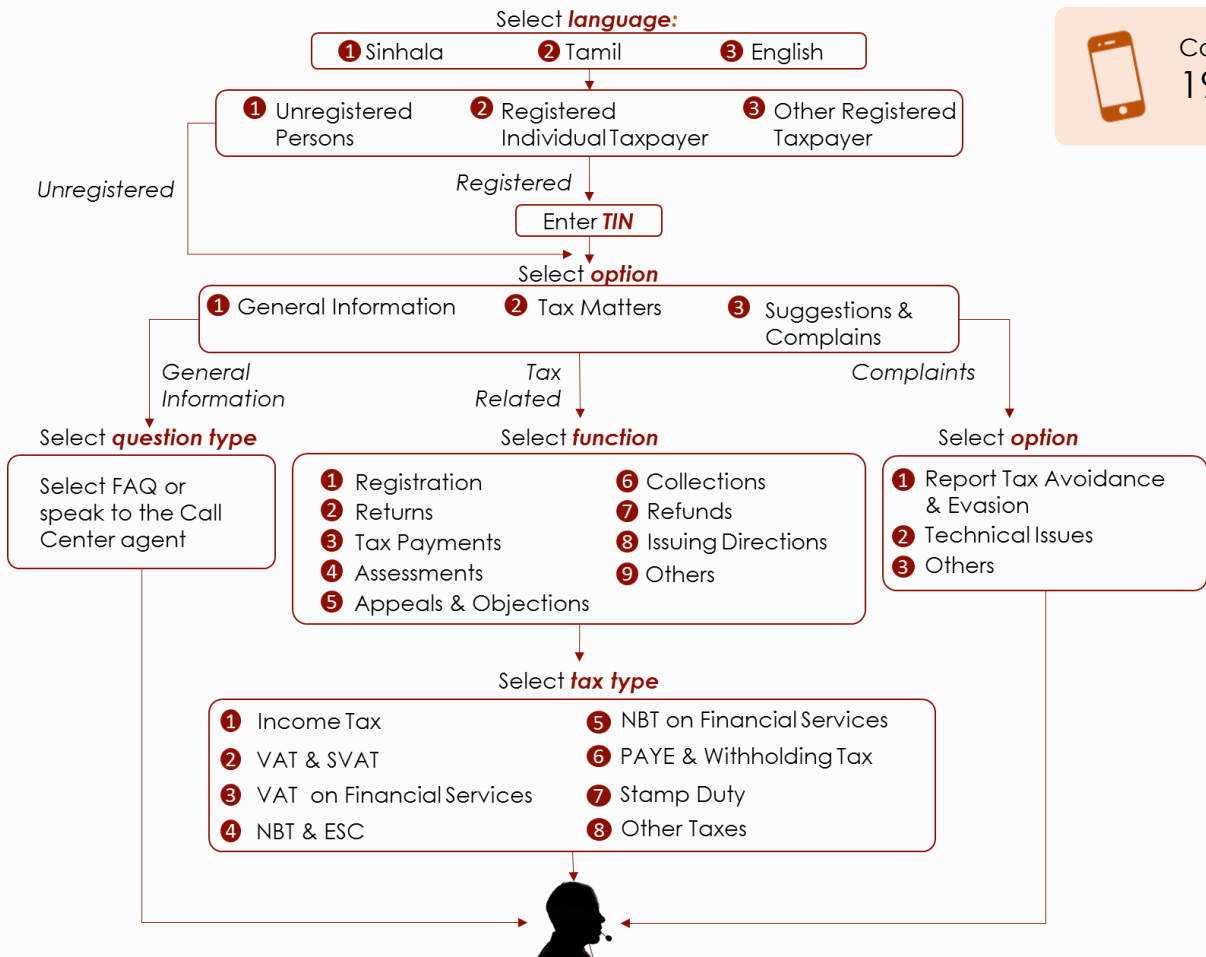 Select language:
1 Sinhala 2 Tamil 3 English
1 Unregistered Persons
2 Registered Individual Taxpayer
3 Other Registered Taxpayer
Unregistered
Registered
Enter TIN
Select option
1 General Information 2 Tax Matters 3 Suggestions & Complains
General
Information
Tax
Related
Complaints
Select question type
Select FAQ or
speak to the Call
Center agent
Select function
1 Registration
2 Returns
3 Tax Payments
4 Assessments
5 Appeals & Objections
6 Collections
7 Refunds
8 Issuing Directions
9 Others
Select option
1 Report Tax Avoidance
& Evasion
2 Technical Issues
3 Others
Select tax type
1 Income Tax
2 VAT & SVAT
3 VAT on Financial Services
4 NBT & ESC
5 NBT on Financial Services
6 PAYE & Withholding Tax
7 Stamp Duty
8 Other Taxes
19